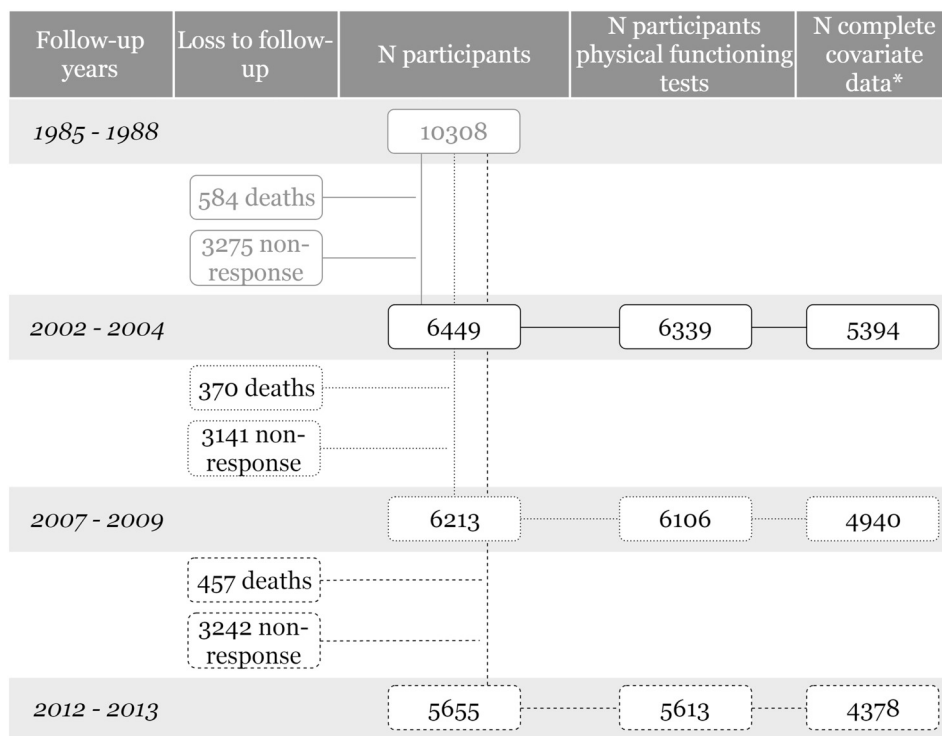 Follow-up
years
Loss to follow-
up
N participants
N participants
physical functioning
tests
N complete
covariate
data*
1985 - 1988
10308
584 deaths
3275 non-
response
2002 - 2004
6449
6339
5394
370 deaths
3141 non-
response
2007 - 2009
6213
6106
4940
457 deaths
3242 non-
response
2012 - 2013
5655
5613
4378